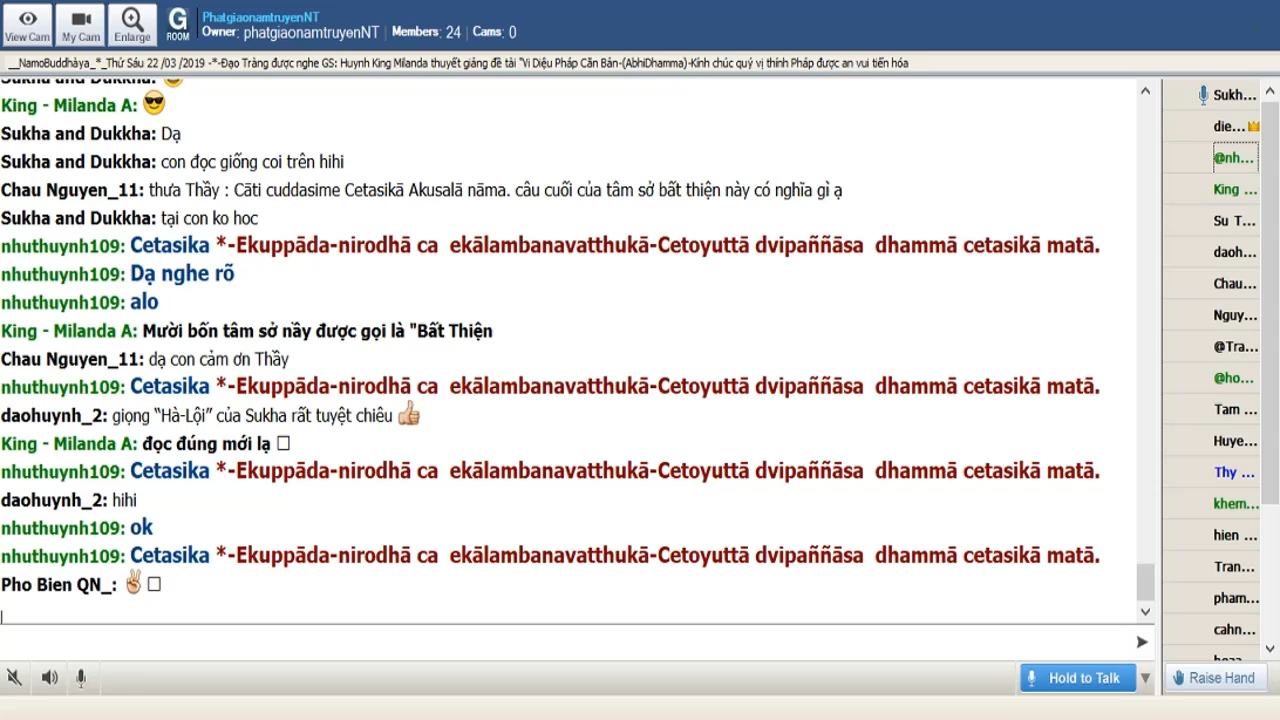 View Cam
My Cam
Enlarge
G
ROOM
PhatgiaonamtruyenNT
Owner: phatgiaonamtruyenNT | Members: 24 | Cams: 0
__NamoBuddhàya_*_Thứ Sáu 22 /03 /2019 -*-Đạo Tràng được nghe GS: Huynh King Milanda thuyết giảng đề tài "Vi Diệu Pháp Căn Bản-(AbhiDhamma)-Kính chúc quý vị thính Pháp được an vui tiến hóa
Sukha and Dukkha: 😎
King - Milanda A: 😎
Sukha and Dukkha: Dạ
Sukha and Dukkha: con đọc giống coi trên hihi
Chau Nguyen_11: thưa Thầy : Cāti cuddasime Cetasikā Akusalā nāma. câu cuối của tâm sở bất thiện này có nghĩa gì ạ
Sukha and Dukkha: tại con ko hoc
nhuthuynh109: Cetasika *-Ekuppāda-nirodhā ca ekālambanavatthukā-Cetoyuttā dvipaññāsa dhammā cetasikā matā.
nhuthuynh109: Dạ nghe rõ
nhuthuynh109: alo
King - Milanda A: Mười bốn tâm sở nầy được gọi là "Bất Thiện
Chau Nguyen_11: dạ con cảm ơn Thầy
nhuthuynh109: Cetasika *-Ekuppāda-nirodhā ca ekālambanavatthukā-Cetoyuttā dvipaññāsa dhammā cetasikā matā.
daohuynh_2: giọng “Hà-Lội” của Sukha rất tuyệt chiêu 👍
King - Milanda A: đọc đúng mới lạ □
nhuthuynh109: Cetasika *-Ekuppāda-nirodhā ca ekālambanavatthukā-Cetoyuttā dvipaññāsa dhammā cetasikā matā.
daohuynh_2: hihi
nhuthuynh109: ok
nhuthuynh109: Cetasika *-Ekuppāda-nirodhā ca ekālambanavatthukā-Cetoyuttā dvipaññāsa dhammā cetasikā matā.
Pho Bien QN_: ✌ □
Sukh...
die...
@nh...
King ...
Su T...
daoh...
Chau...
Nguy...
@Tra...
@ho...
Tam ...
Huye...
Thy ...
khem...
hien ...
Tran...
pham...
cahn...
Hold to Talk
Raise Hand